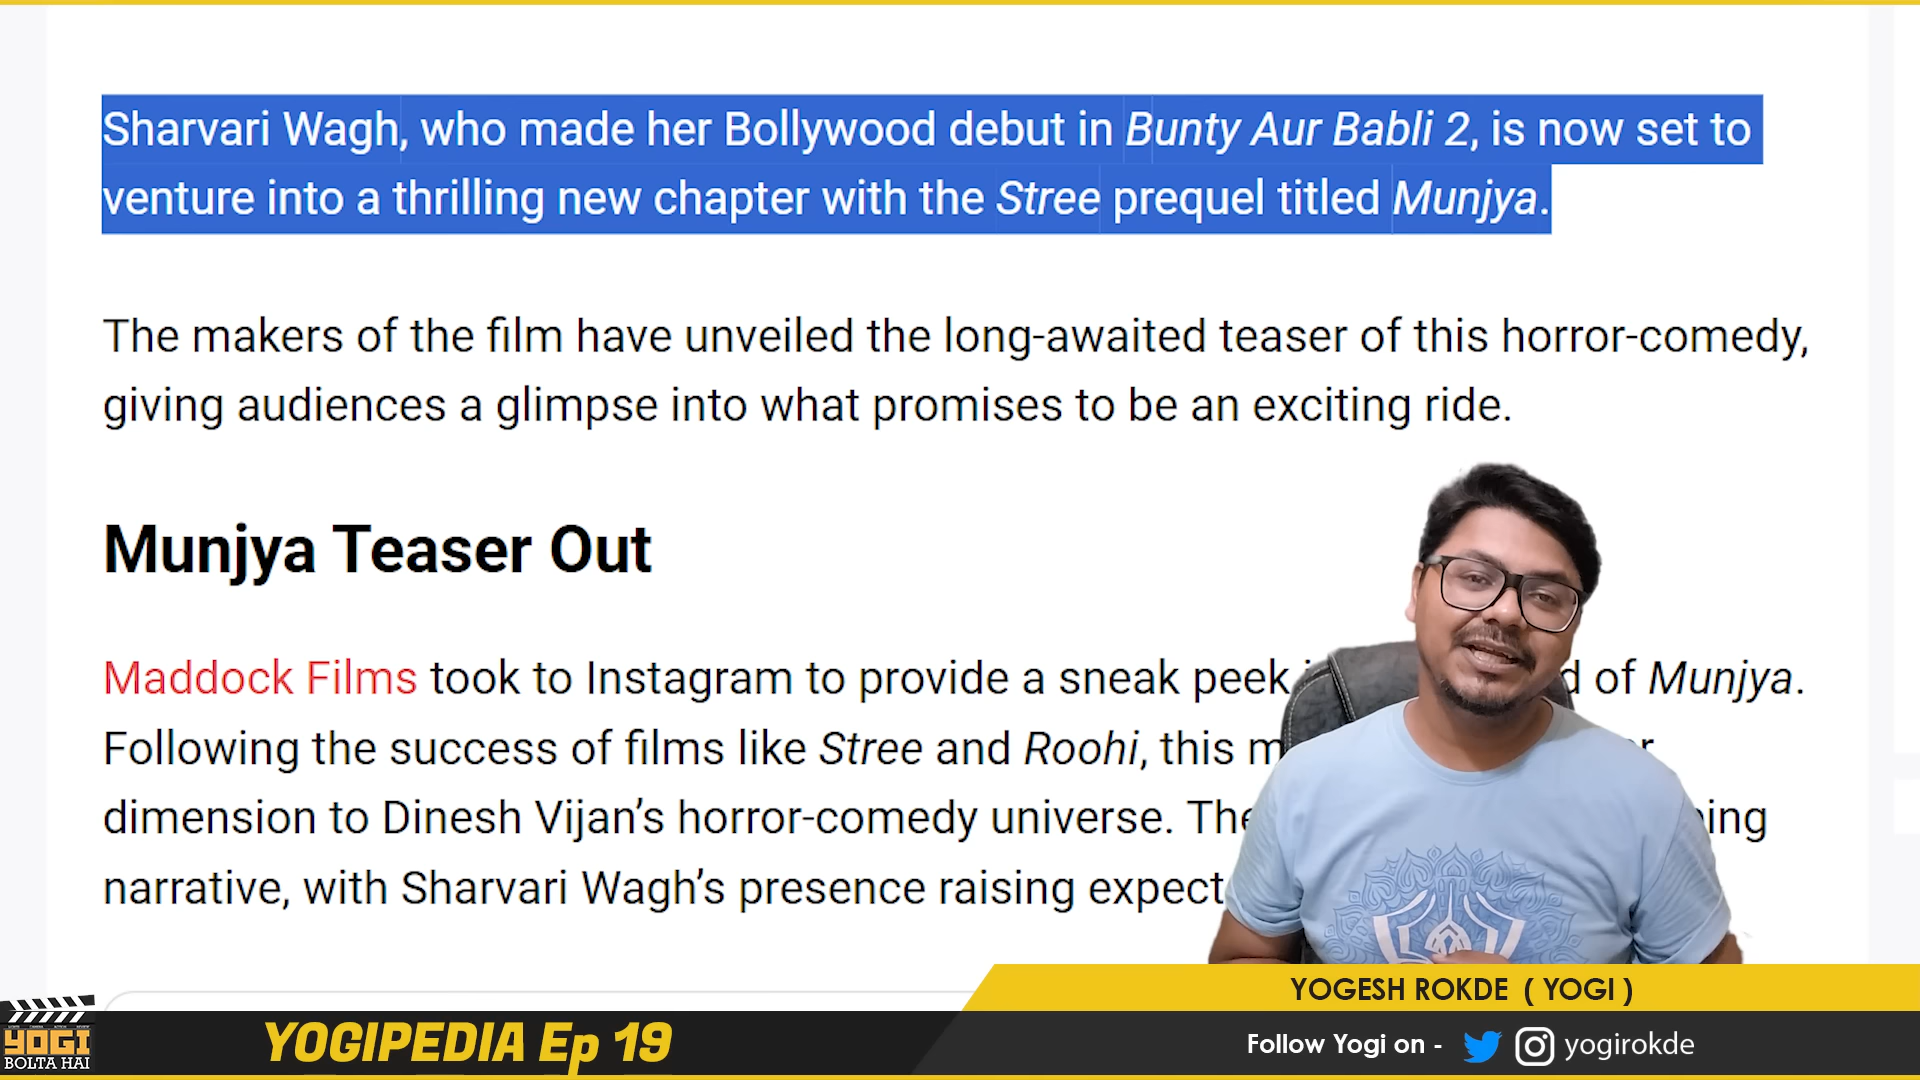 Sharvari Wagh, who made her Bollywood debut in Bunty Aur Babli 2, is now set to
venture into a thrilling new chapter with the Stree prequel titled Munjya.
The makers of the film have unveiled the long-awaited teaser of this horror-comedy,
giving audiences a glimpse into what promises to be an exciting ride.
Munjya Teaser Out
Maddock Films took to Instagram to provide a sneak peek of Munjya.
Following the success of films like Stree and Roohi, this
dimension to Dinesh Vijan’s horror-comedy universe. The
narrative, with Sharvari Wagh’s presence raising
YOGESH ROKDE ( YOGI )
YOGI
BOLTA HAI
YOGIPEDIA Ep 19
Follow Yogi on - yogirokde